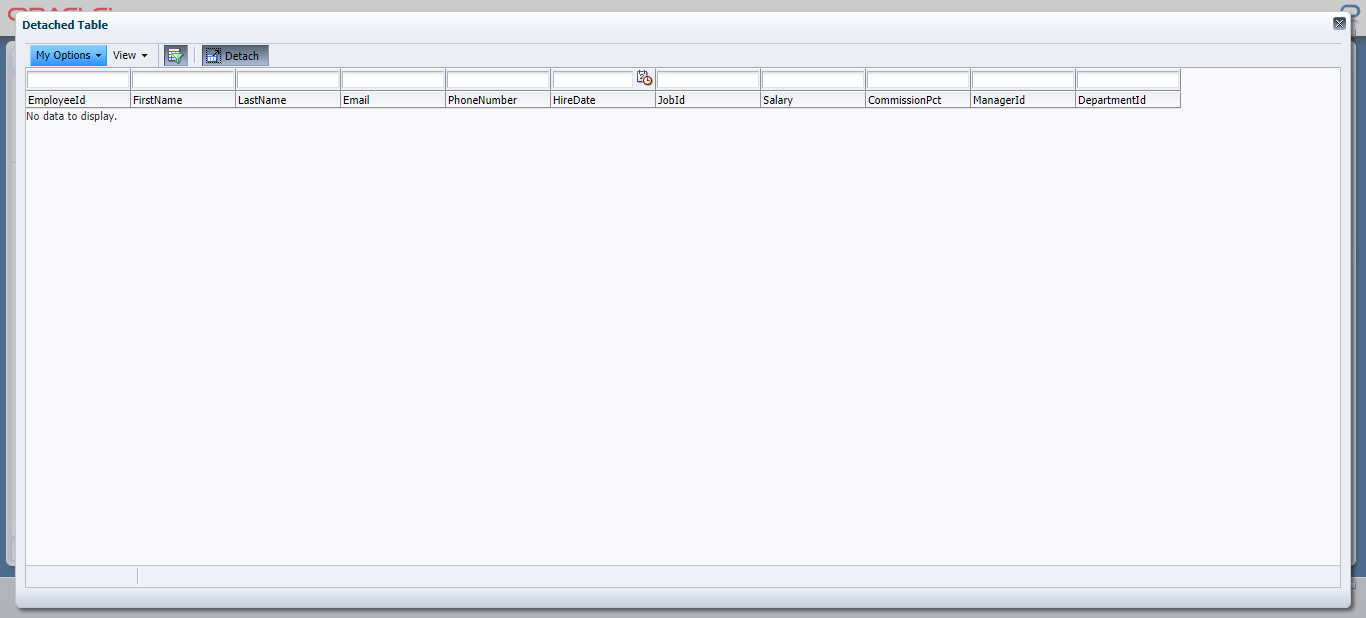 Detached Table
My Options View Detach
EmployeeId FirstName LastName Email PhoneNumber HireDate JobId Salary CommissionPct ManagerId DepartmentId
No data to display.